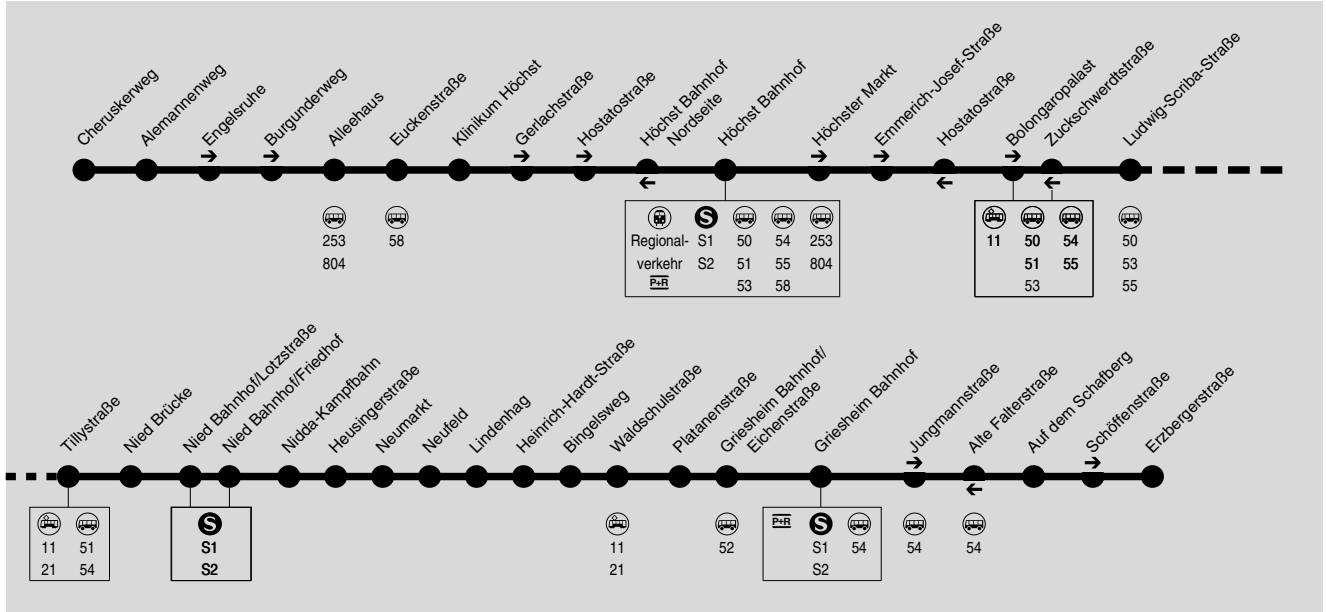 Cheruskerweg
Alemannenweg
Engelsruhe
Burgunderweg
Alleehaus
Euckenstraße
Klinikum Höchst
Gerlachstraße
Hostatostraße
Höchst Bahnhof
Nordseite
Höchst Bahnhof
Höchster Markt
Emmerich-Josef-Straße
Hostatostraße
Bolongaropalast
Zuckschwerdtstraße
Ludwig-Scriba-Straße
253
804
58
S
Regional- S1 50 54 253
verkehr S2 51 55 804
P+R 53 58
11 50 54
51 55
53
50
53
55
Tillystraße
Nied Brücke
Nied Bahnhof/Lotzstraße
Nied Bahnhof/Friedhof
Nidda-Kampfbahn
Heusingerstraße
Neumarkt
Neufeld
Lindenhag
Heinrich-Hardt-Straße
Bingelsweg
Waldschulstraße
Platanenstraße
Griesheim Bahnhof/
Eichenstraße
Griesheim Bahnhof
Jungmannstraße
Alte Falterstraße
Auf dem Schafberg
Schöffenstraße
Erzbergerstraße
11 51
21 54
S
S1
S2
11
21
52
P+R S
S1 54
S2
54
54